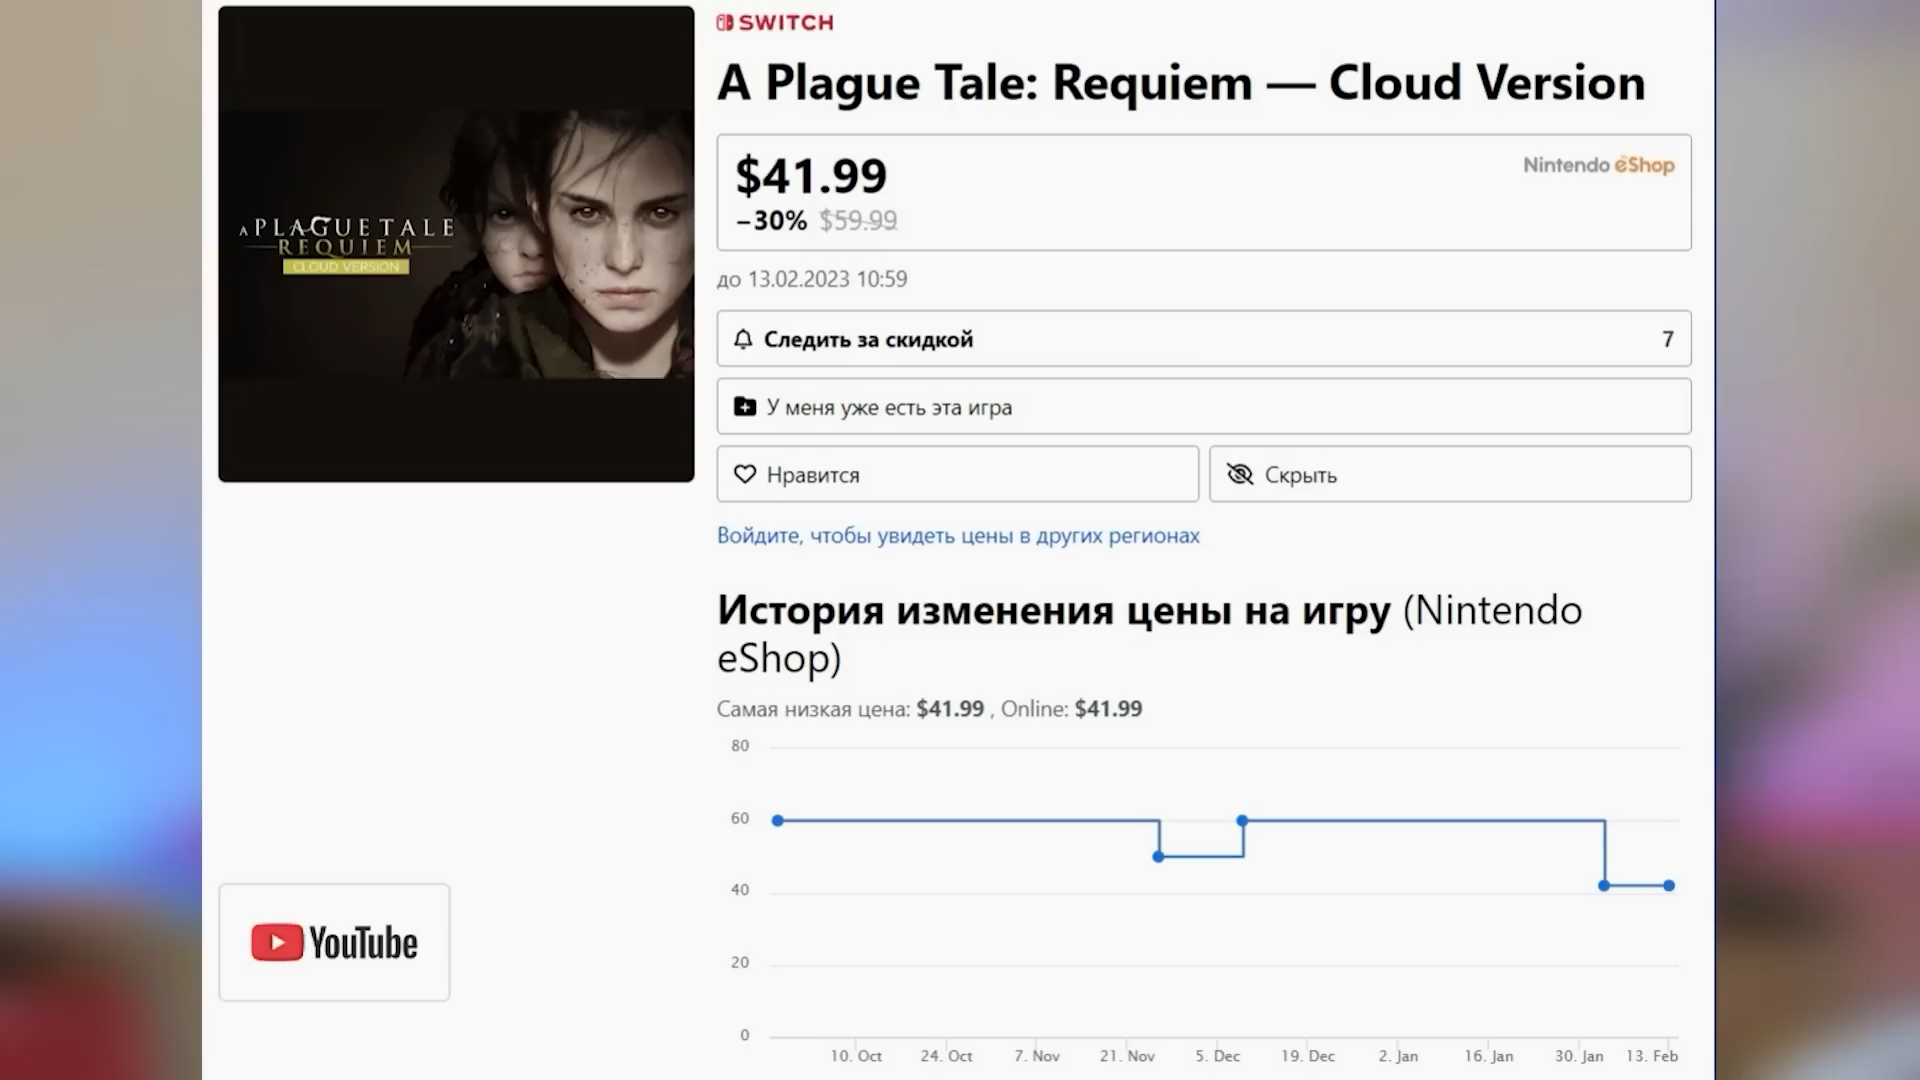 SWITCH
A Plague Tale: Requiem — Cloud Version
$41.99
Nintendo eShop
–30% $59.99
A PLAGUE TALE
REQUIEM
CLOUD VERSION
до 13.02.2023 10:59
Следить за скидкой 7
У меня уже есть эта игра
Нравится
Скрыть
Войдите, чтобы увидеть цены в других регионах
История изменения цены на игру (Nintendo
eShop)
Самая низкая цена: $41.99 , Online: $41.99
80
60
40
20
0
10. Oct 24. Oct 7. Nov 21. Nov 5. Dec 19. Dec 2. Jan 16. Jan 30. Jan 13. Feb
YouTube